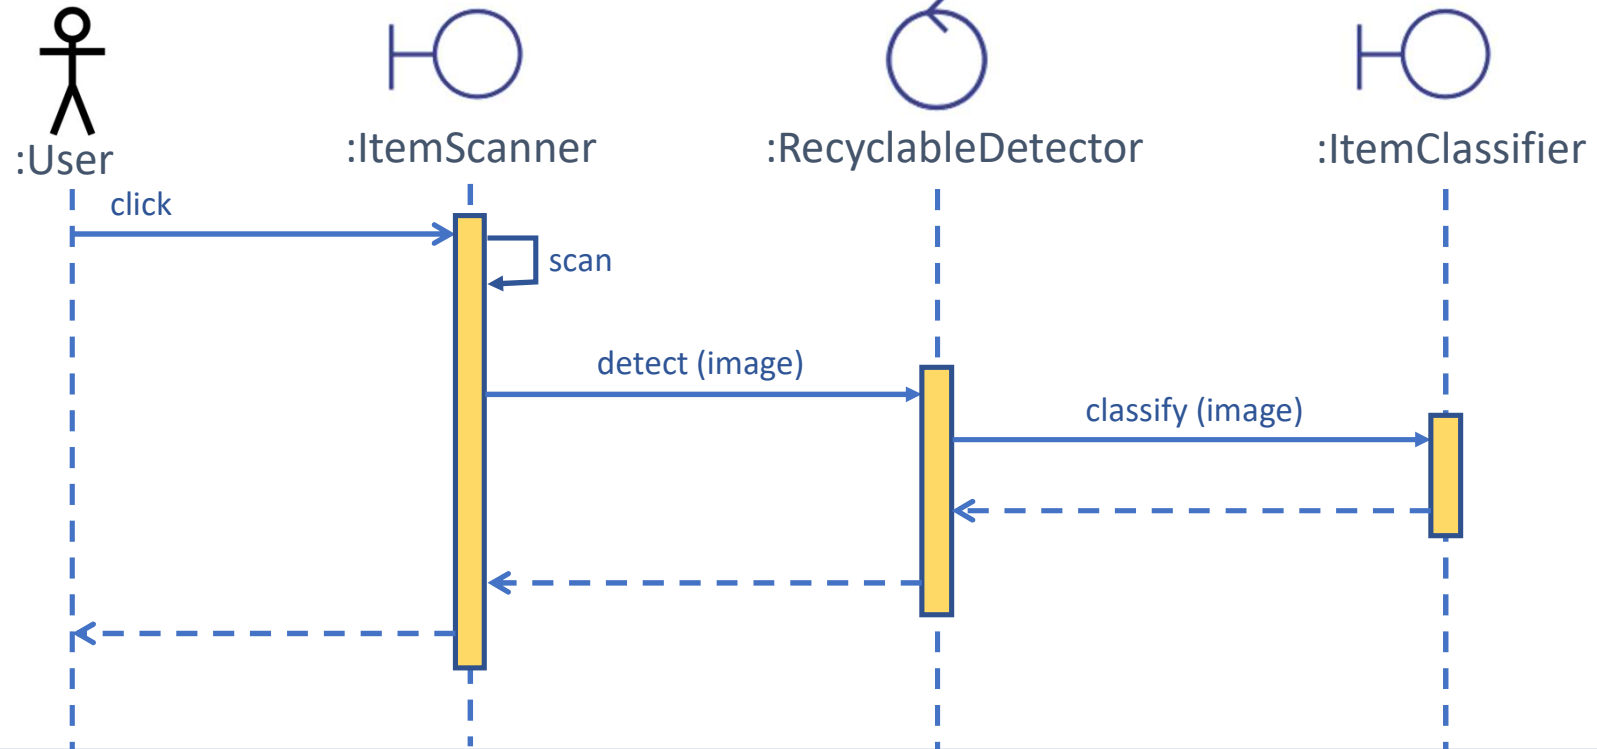 :User
:ItemScanner
:RecyclableDetector
:ItemClassifier
click
scan
detect (image)
classify (image)